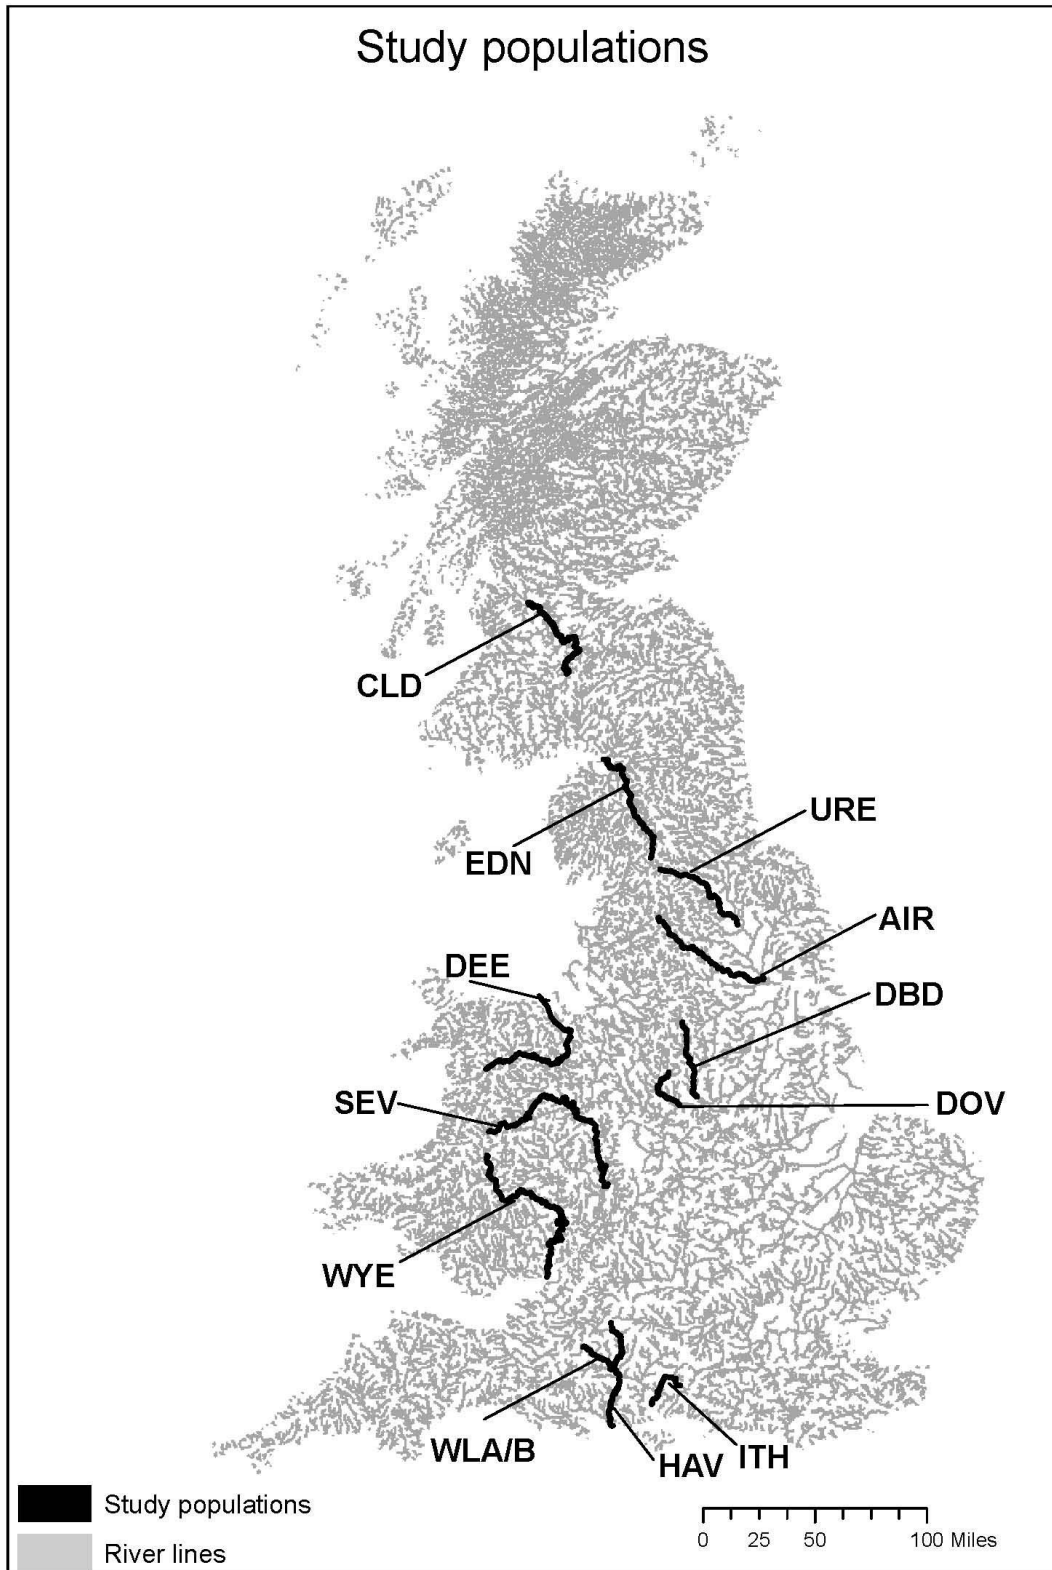 Study populations
CLD
URE
EDN
AIR
DEE
DBD
SEV
DOV
WYE
WLA/B
HAV
ITH
Study populations
River lines
0 25 50 100 Miles